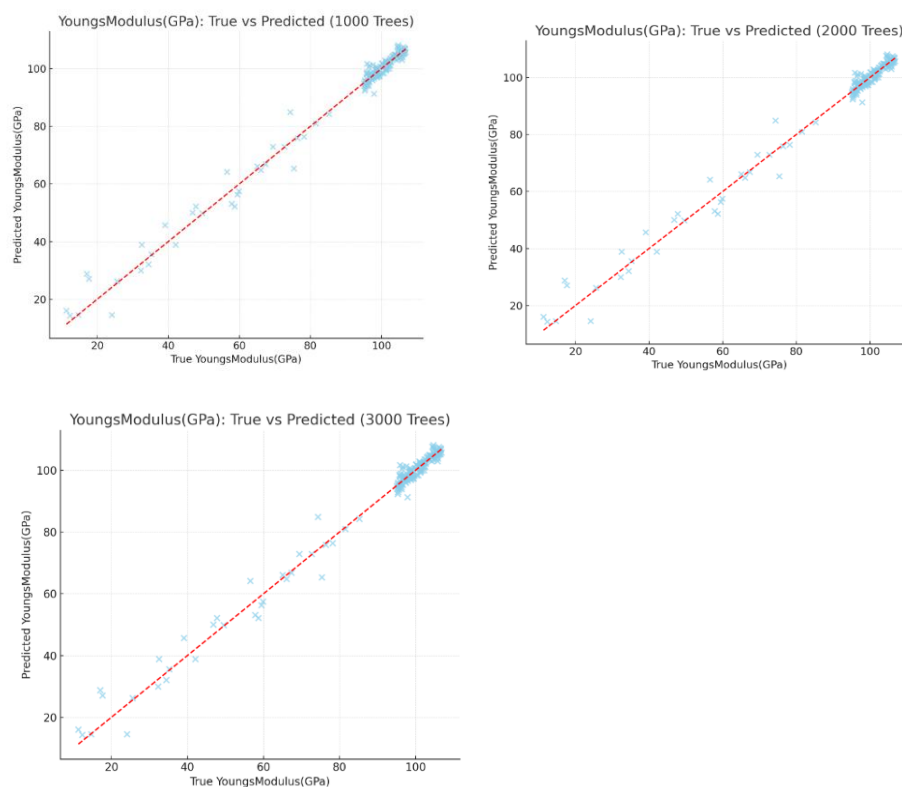 YoungsModulus(GPa): True vs Predicted (1000 Trees)
Predicted YoungsModulus(GPa)
100
80
60
40
20
20 40 60 80 100
True YoungsModulus(GPa)
YoungsModulus(GPa): True vs Predicted (2000 Trees)
Predicted YoungsModulus(GPa)
100
80
60
40
20
20 40 60 80 100
True YoungsModulus(GPa)
YoungsModulus(GPa): True vs Predicted (3000 Trees)
Predicted YoungsModulus(GPa)
100
80
60
40
20
20 40 60 80 100
True YoungsModulus(GPa)